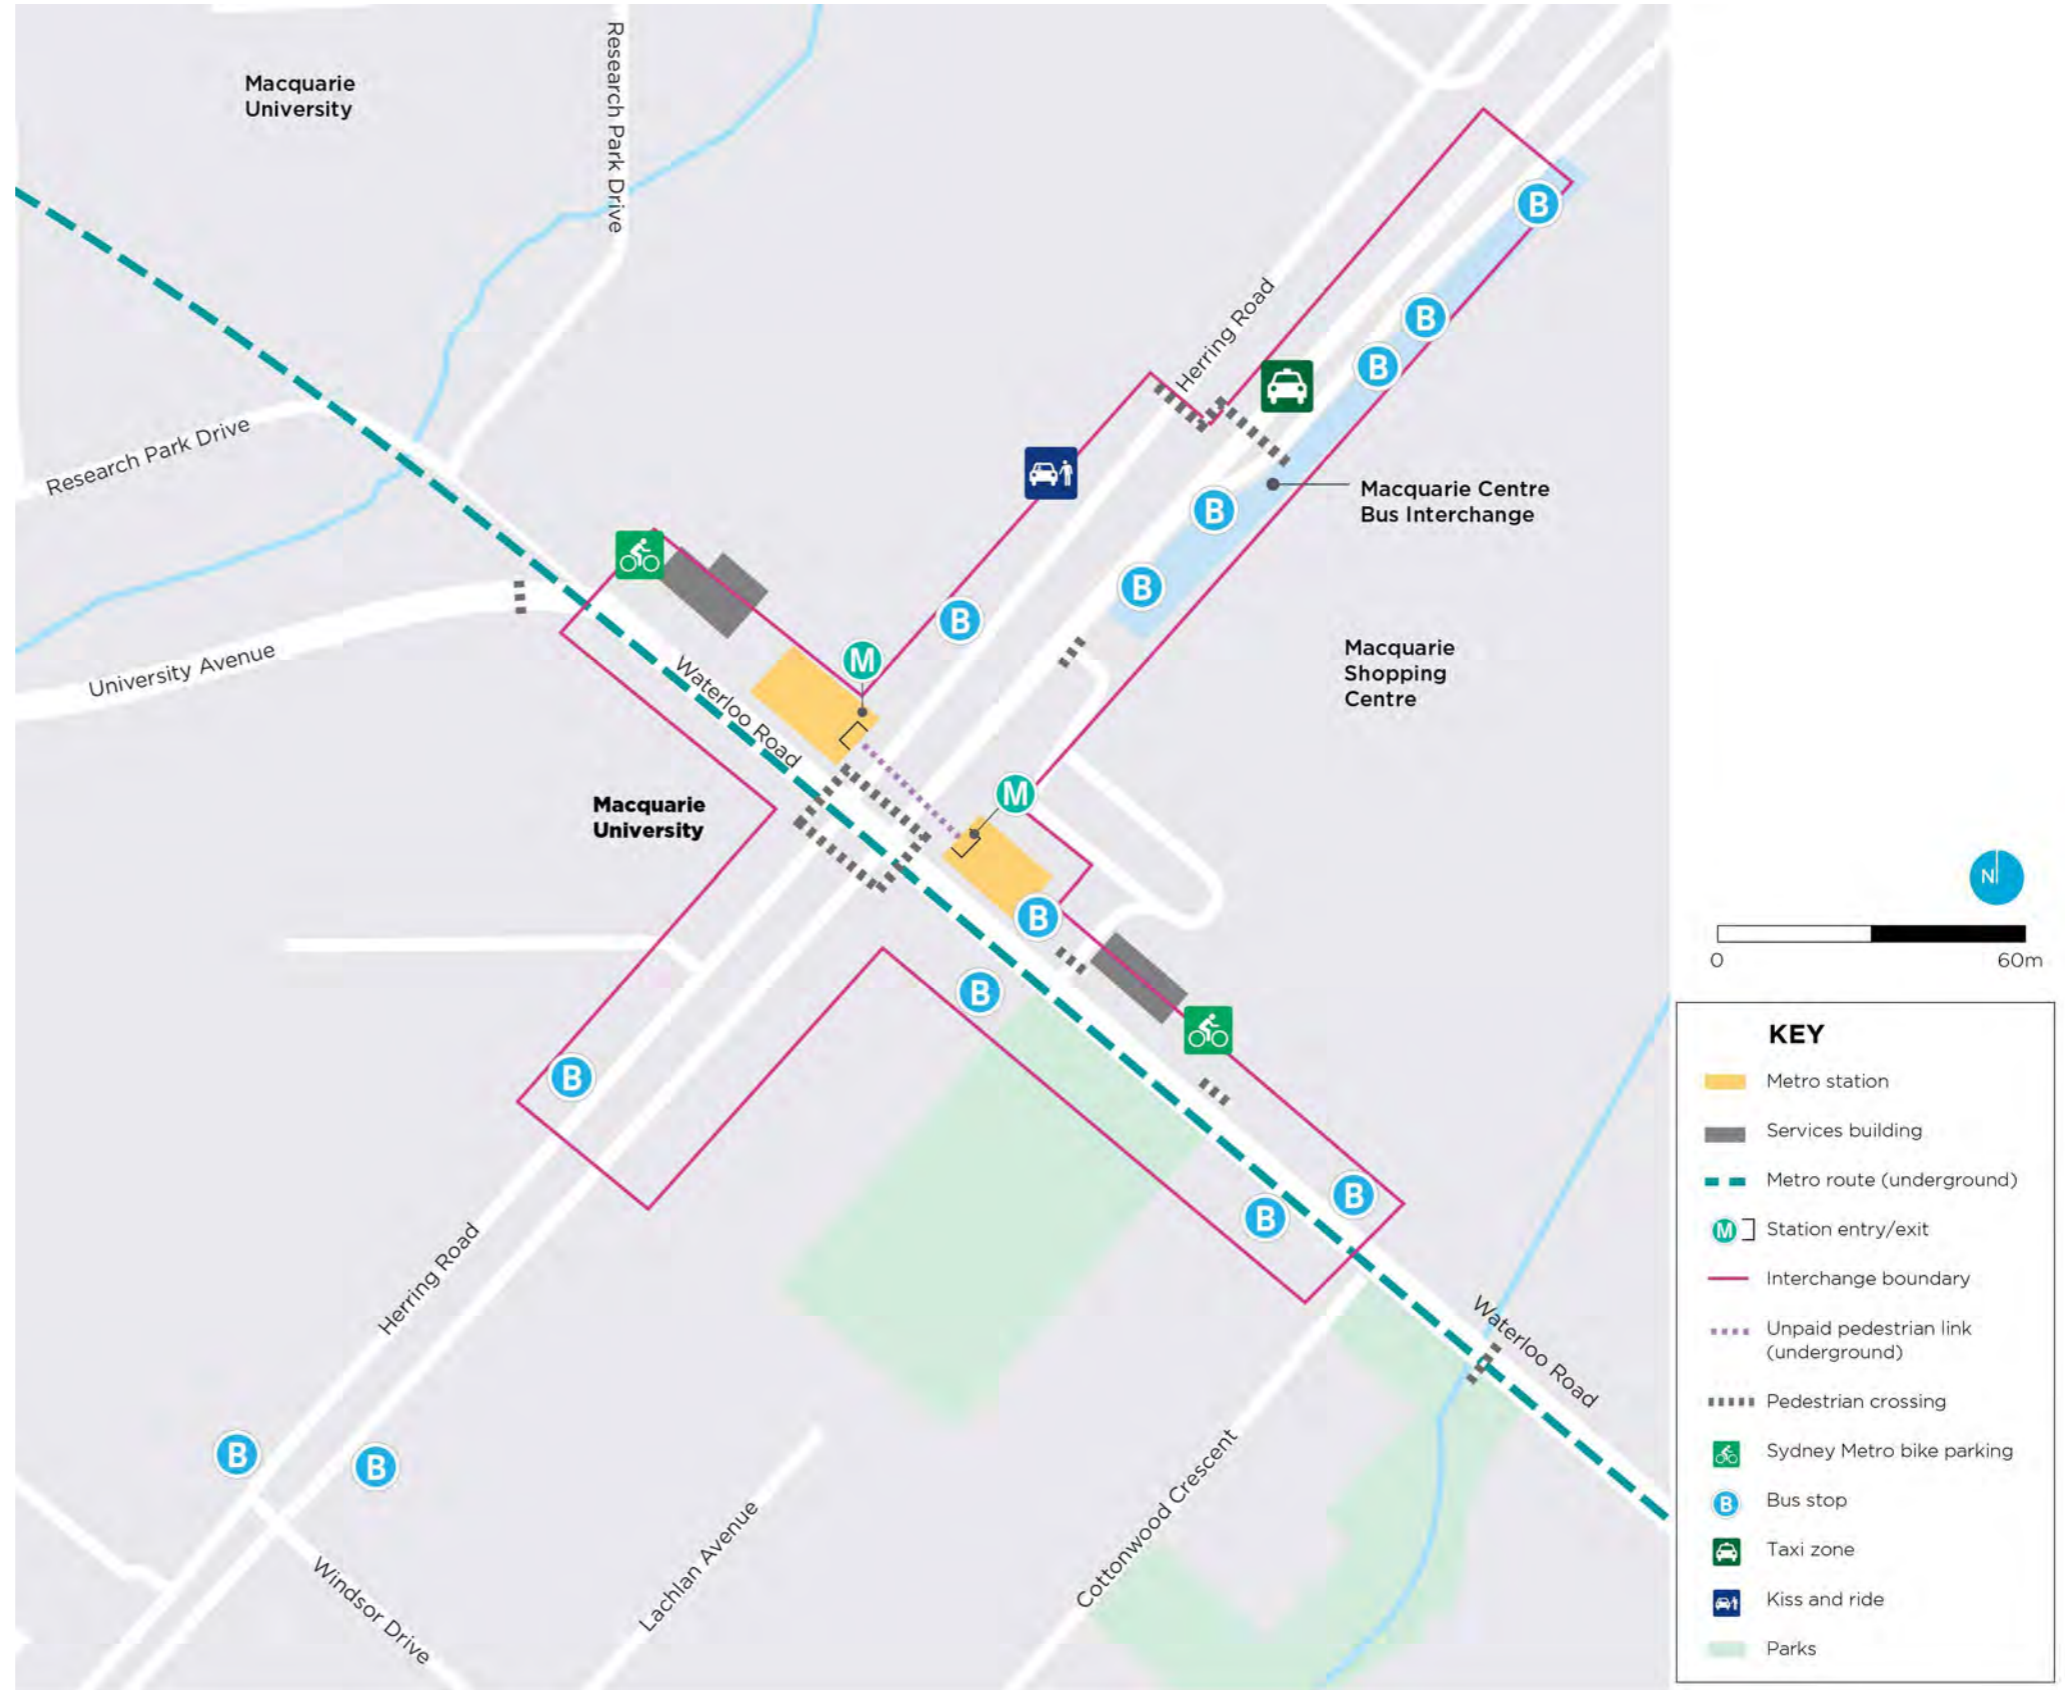 Macquarie
University
Research Park Drive
Herring Road
B
B
B
Research Park Drive
Macquarie Centre
Bus Interchange
B
B
B
University Avenue
M
Waterloo Road
Macquarie
Shopping
Centre
Macquarie
University
M
B
B
B
B
B
Herring Road
Waterloo Road
B
B
Windsor Drive
Lachlan Avenue
Cottonwood Crescent
N
0 60m
KEY
Metro station
Services building
Metro route (underground)
M Station entry/exit
Interchange boundary
Unpaid pedestrian link
(underground)
Pedestrian crossing
Sydney Metro bike parking
B Bus stop
Taxi zone
Kiss and ride
Parks